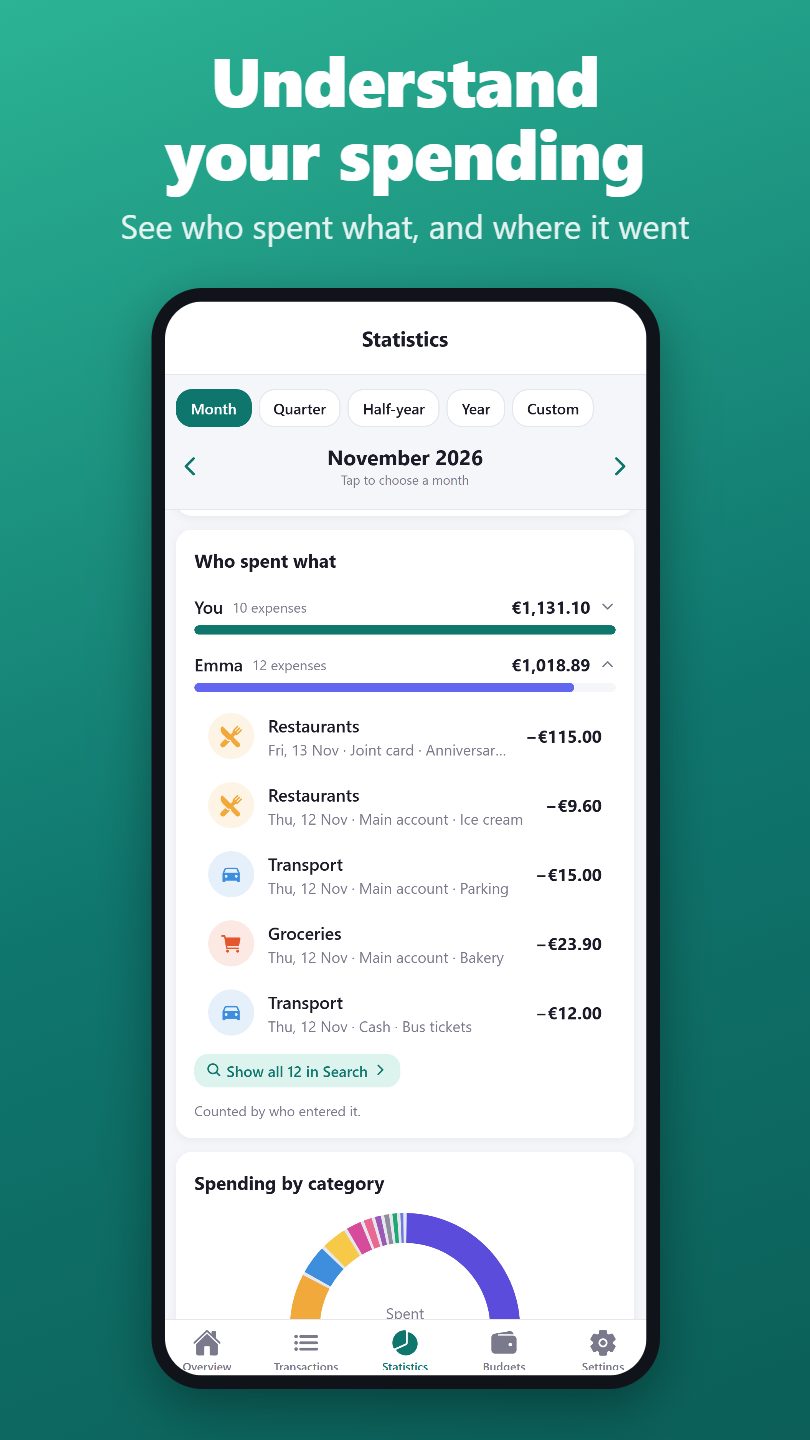 Understand
your spending
See who spent what, and where it went
Statistics
Month Quarter Half-year Year Custom
November 2026
Tap to choose a month
Who spent what
You 10 expenses €1,131.10
Emma 12 expenses €1,018.89
Restaurants
Fri, 13 Nov · Joint card · Anniversar...
–€115.00
Restaurants
Thu, 12 Nov · Main account · Ice cream
–€9.60
Transport
Thu, 12 Nov · Main account · Parking
–€15.00
Groceries
Thu, 12 Nov · Main account · Bakery
–€23.90
Transport
Thu, 12 Nov · Cash · Bus tickets
–€12.00
Show all 12 in Search
Counted by who entered it.
Spending by category
Spent
Overview Transactions Statistics Budgets Settings